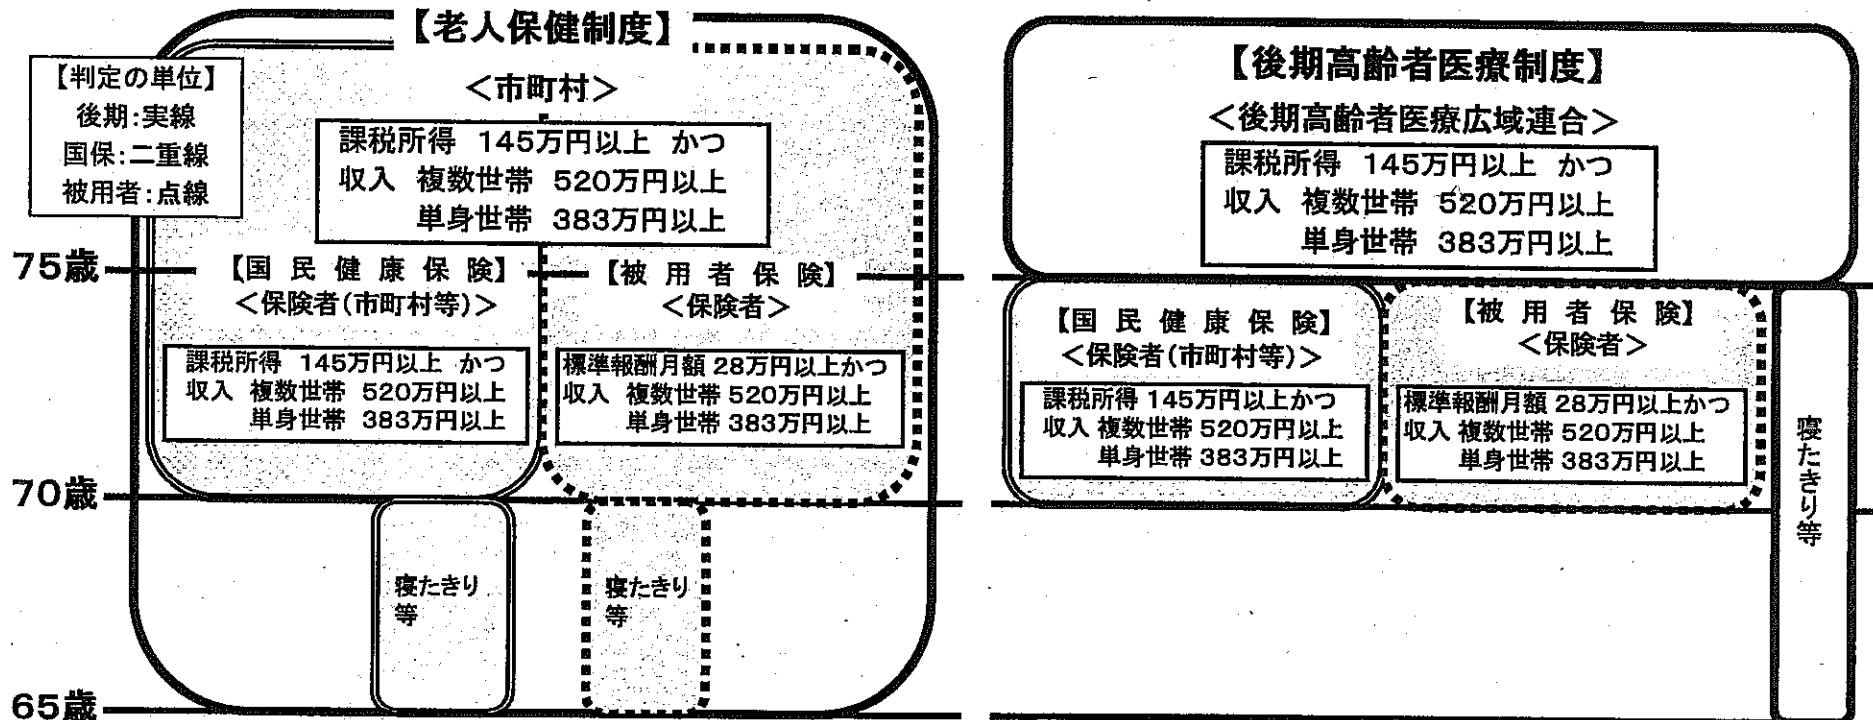 【老人保健制度】
【判定の単位】
後期:実線
国保:二重線
被用者:点線
＜市町村＞
課税所得 145万円以上 かつ
収入 複数世帯 520万円以上
単身世帯 383万円以上
75歳
【国民健康保険】
＜保険者(市町村等)＞
課税所得 145万円以上 かつ
収入 複数世帯 520万円以上
単身世帯 383万円以上
【被用者保険】
＜保険者＞
標準報酬月額 28万円以上かつ
収入 複数世帯 520万円以上
単身世帯 383万円以上
70歳
寝たきり
等
寝たきり
等
65歳
【後期高齢者医療制度】
＜後期高齢者医療広域連合＞
課税所得 145万円以上 かつ
収入 複数世帯 520万円以上
単身世帯 383万円以上
【国民健康保険】
＜保険者(市町村等)＞
課税所得 145万円以上かつ
収入 複数世帯 520万円以上
単身世帯 383万円以上
【被用者保険】
＜保険者＞
標準報酬月額 28万円以上かつ
収入 複数世帯 520万円以上
単身世帯 383万円以上
寝たきり等